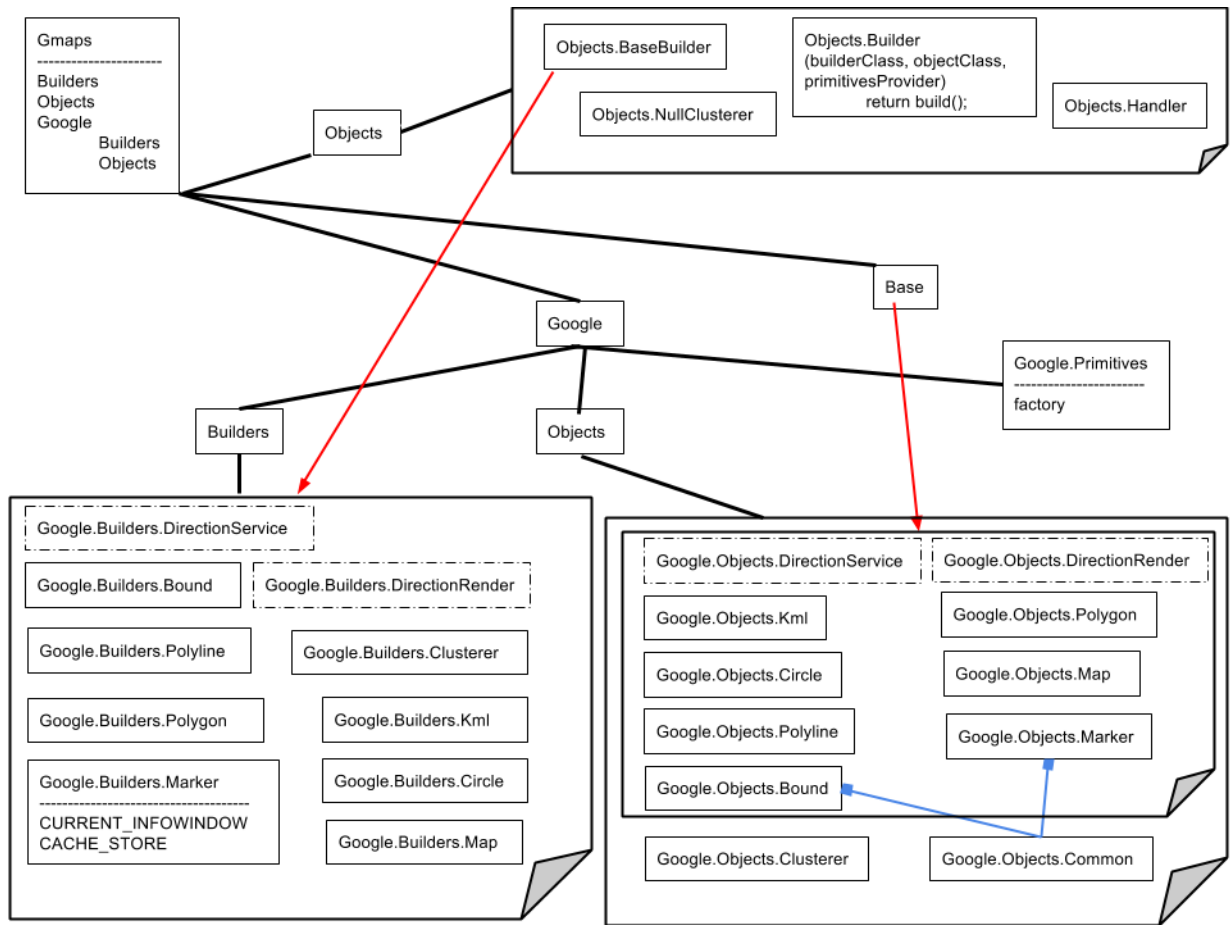 Gmaps
----------------------
Builders
Objects
Google
Builders
Objects
Objects
Objects.BaseBuilder
Objects.NullClusterer
Objects.Builder
(builderClass, objectClass,
primitivesProvider)
return build();
Objects.Handler
Base
Google
Google.Primitives
-----------------------
factory
Builders
Objects
Google.Builders.DirectionService
Google.Builders.Bound
Google.Builders.DirectionRender
Google.Builders.Polyline
Google.Builders.Clusterer
Google.Builders.Polygon
Google.Builders.Kml
Google.Builders.Marker
-------------------------------------
CURRENT_INFOWINDOW
CACHE_STORE
Google.Builders.Circle
Google.Builders.Map
Google.Objects.DirectionService
Google.Objects.DirectionRender
Google.Objects.Kml
Google.Objects.Polygon
Google.Objects.Circle
Google.Objects.Map
Google.Objects.Polyline
Google.Objects.Marker
Google.Objects.Bound
Google.Objects.Clusterer
Google.Objects.Common